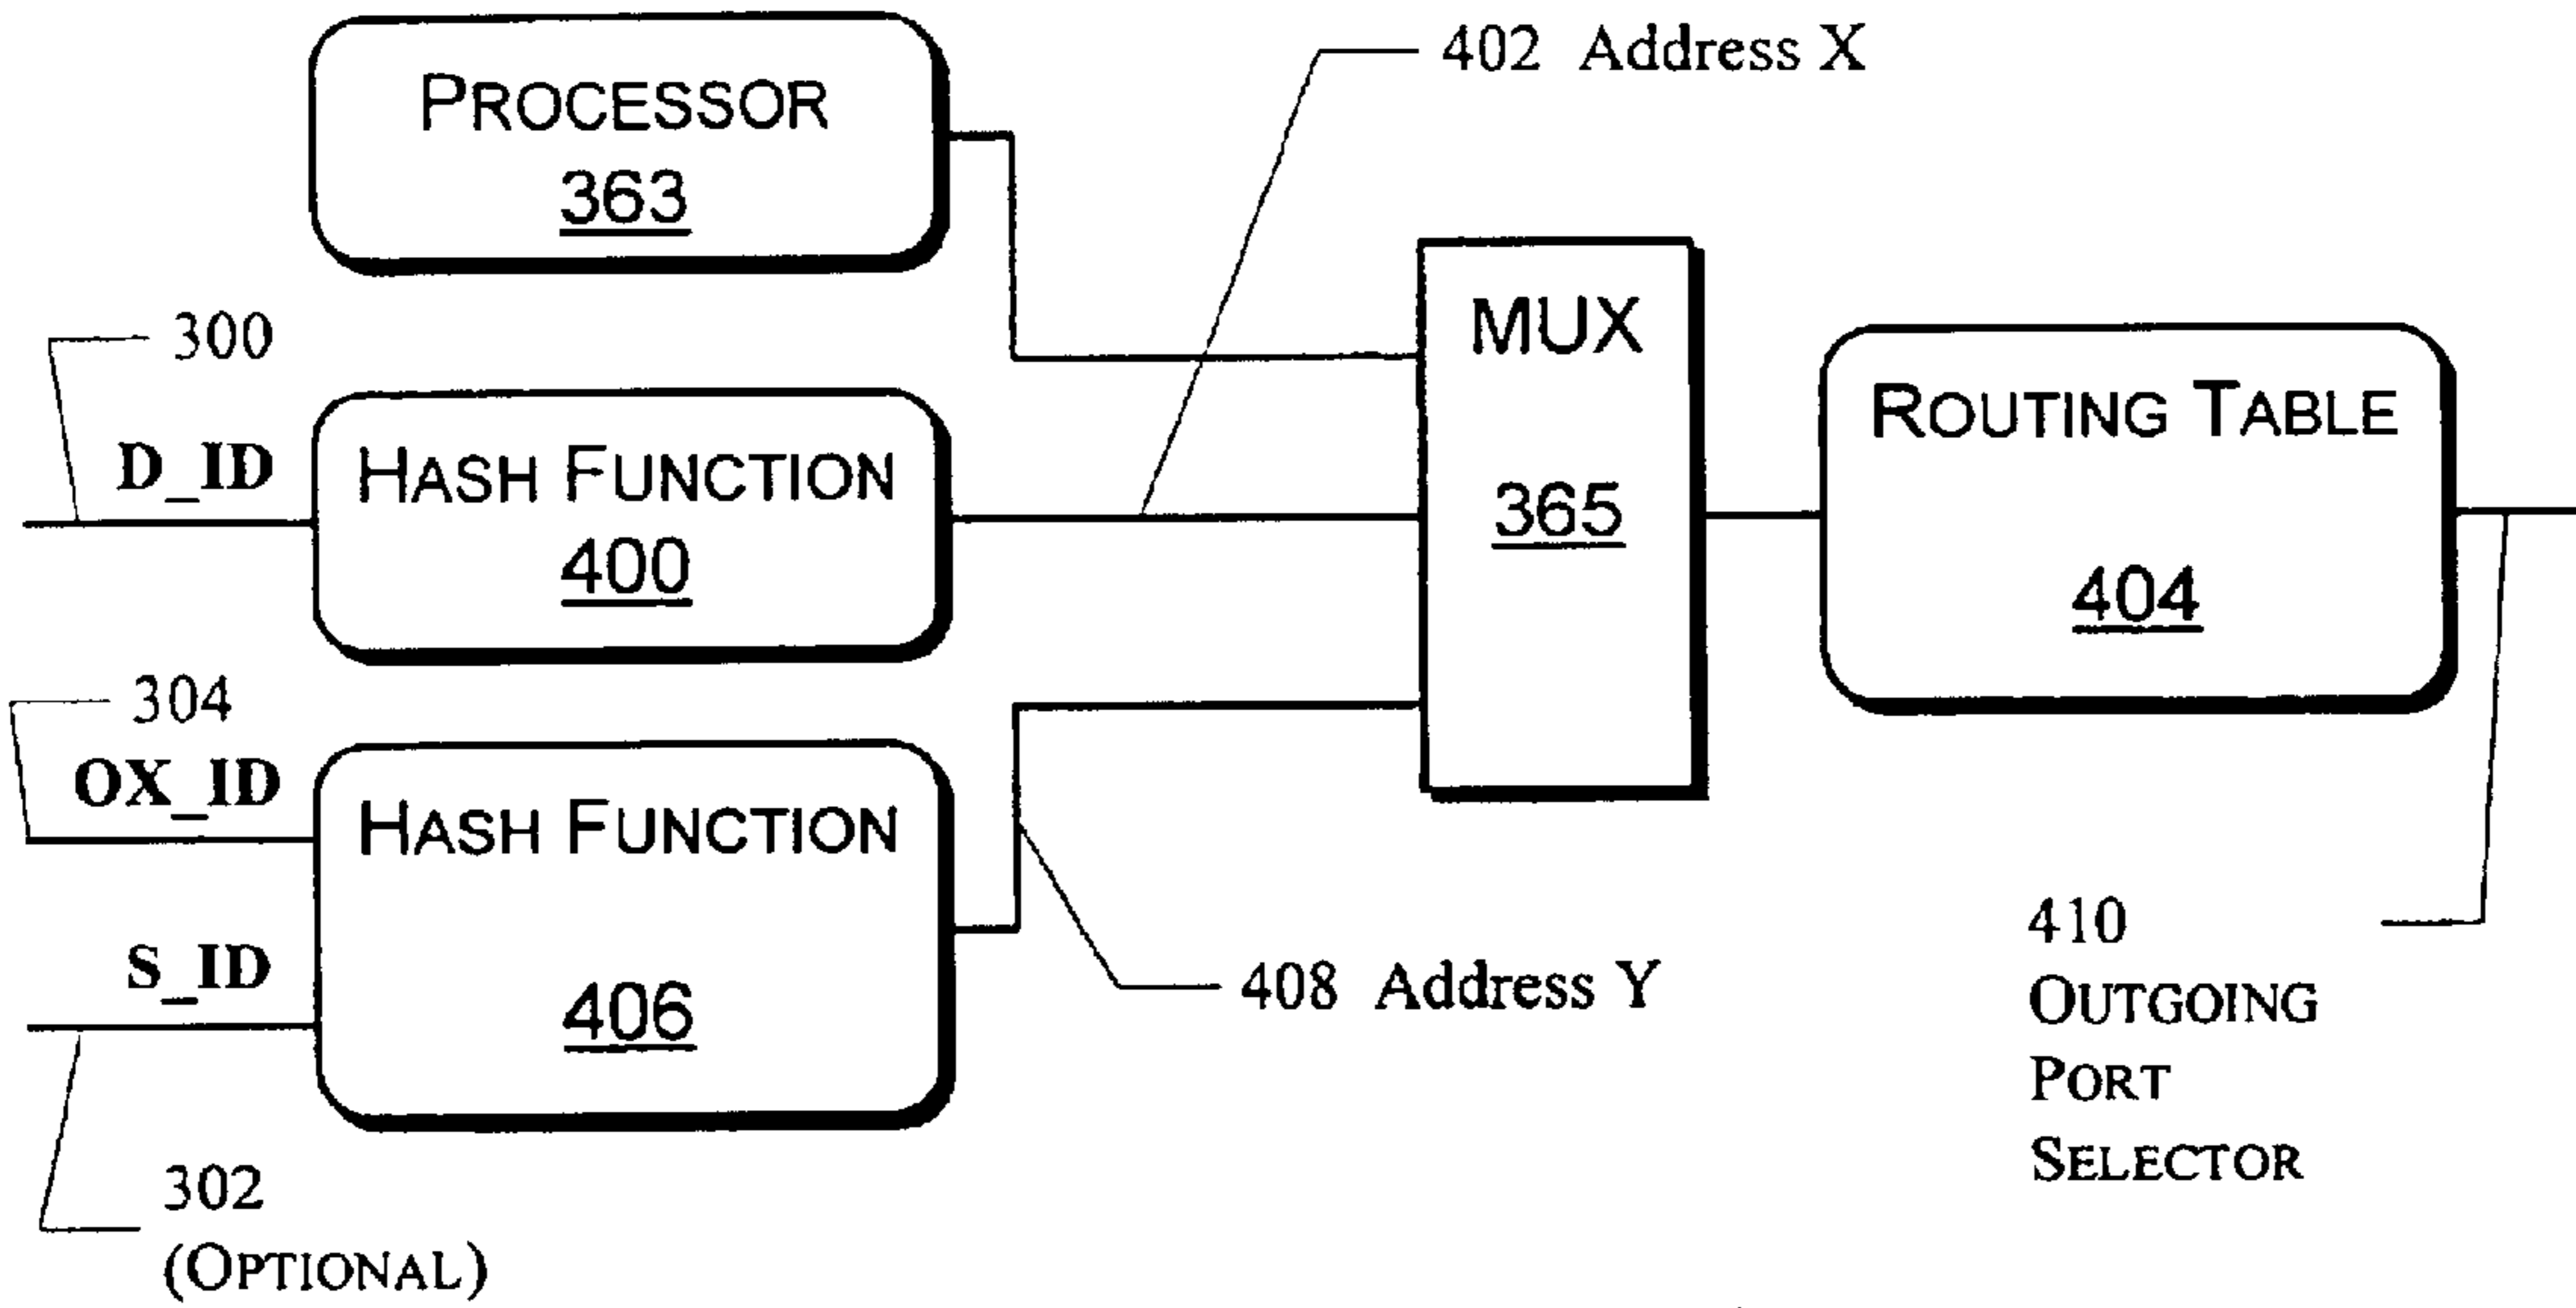 PROCESSOR
363
402 Address X
300
D_ID
HASH FUNCTION
400
MUX
365
ROUTING TABLE
404
304
OX_ID
HASH FUNCTION
406
S_ID
302
(OPTIONAL)
408 Address Y
410
OUTGOING
PORT
SELECTOR